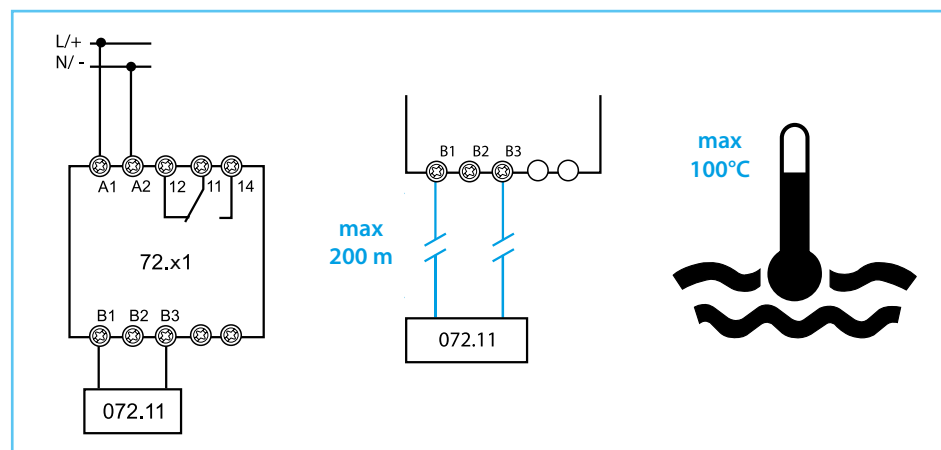 L/+
N/ -
A1 A2 12 11 14
72.x1
B1 B2 B3
072.11
B1 B2 B3
max
200 m
072.11
max
100°C